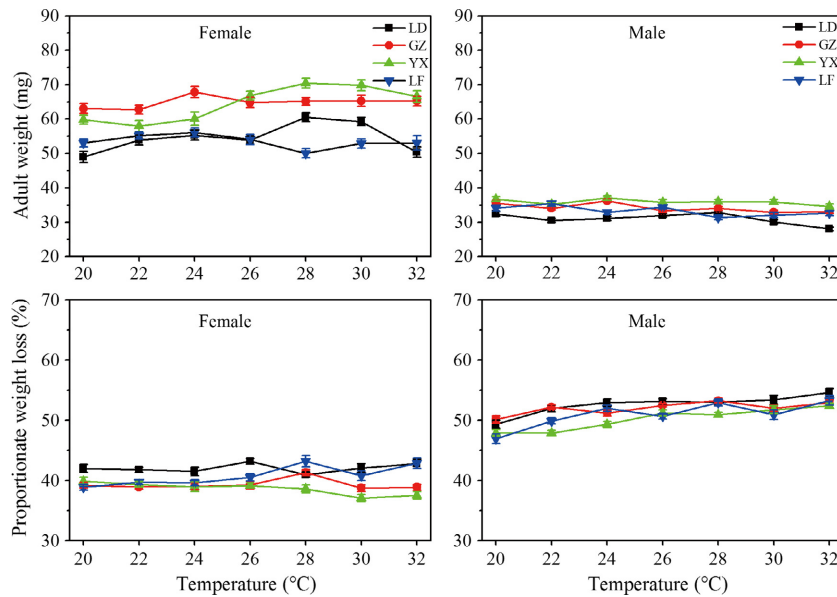 Female
LD
GZ
YX
LF
Male
LD
GZ
YX
LF
Adult weight (mg)
90
80
70
60
50
40
30
20
90
80
70
60
50
40
30
20
20 22 24 26 28 30 32
20 22 24 26 28 30 32
Female
Male
Proportionate weight loss (%)
70
60
50
40
30
70
60
50
40
30
20 22 24 26 28 30 32
20 22 24 26 28 30 32
Temperature (°C)
Temperature (°C)